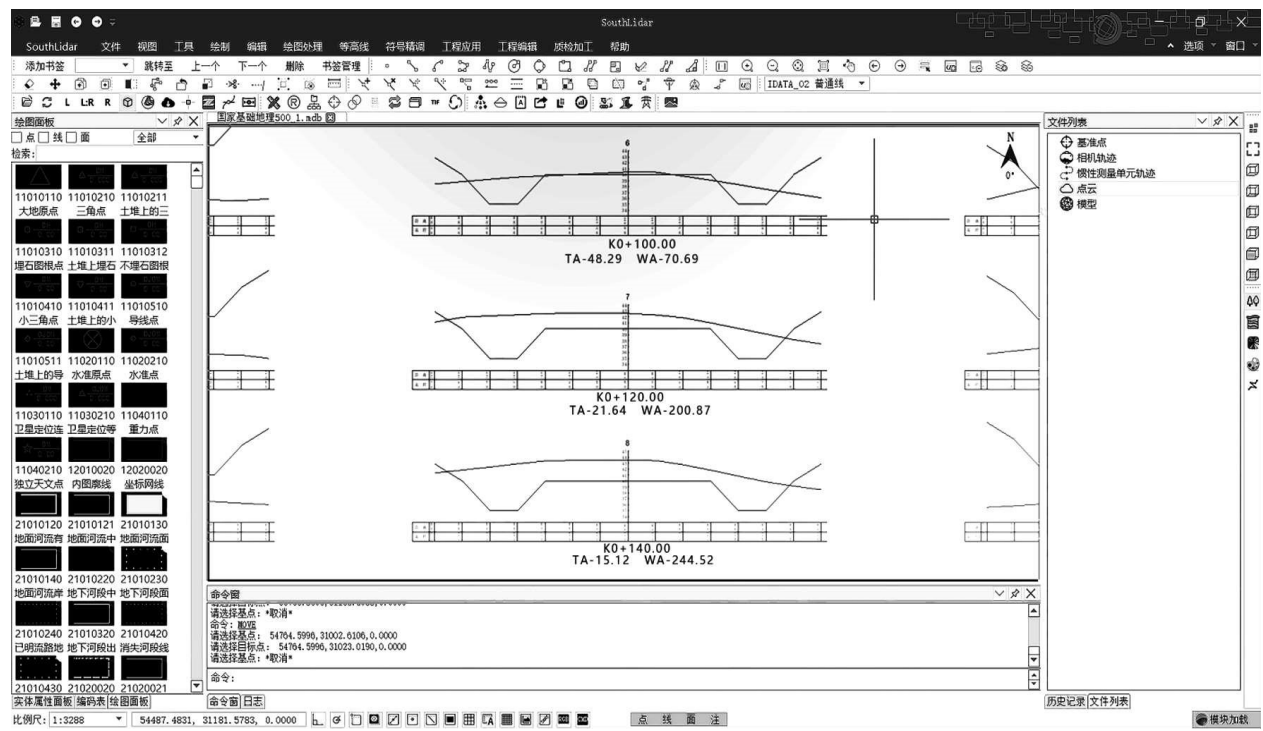 SouthLidar
SouthLidar 文件 视图 工具 绘制 编辑 绘图处理 等高线 符号精调 工程应用 工程编辑 质检加工 帮助 选项 窗口
添加书签 跳转至 上一个 下一个 删除 书签管理
IDATA_02 普通线
L L:R R
绘图面板
国家基础地理500_1.mdb
文件列表
点 线 面 全部
检索:
11010110 11010210 11010211
大地原点 三角点 土堆上的三
11010310 11010311 11010312
埋石图根点 土堆上埋石 不埋石图根
11010410 11010411 11010510
小三角点 土堆上的小 导线点
11010511 11020110 11020210
土堆上的导 水准原点 水准点
11030110 11030210 11040110
卫星定位连 卫星定位等 重力点
11040210 12010020 12020020
独立天文点 内图廓线 坐标网线
21010120 21010121 21010130
地面河流有 地面河流中 地面河流面
21010140 21010220 21010230
地面河流岸 地下河段中 地下河段面
21010240 21010320 21010420
已明流路地 地下河段出 消失河段线
21010430 21020020 21020021
实体属性面板 编码表 绘图面板
6
K0+100.00
TA-48.29 WA-70.69
7
K0+120.00
TA-21.64 WA-200.87
8
K0+140.00
TA-15.12 WA-244.52
N
0°
基准点
相机轨迹
惯性测量单元轨迹
点云
模型
命令窗
请选择基点: *取消*
命令: MOVE
请选择基点: 54764.5996,31002.6106,0.0000
请选择目标点: 54764.5996,31023.0190,0.0000
请选择基点: *取消*
命令:
命令窗 日志
历史记录 文件列表
比例尺: 1:3288 54487.4831, 31181.5783, 0.0000 点 线 面 注 模块加载